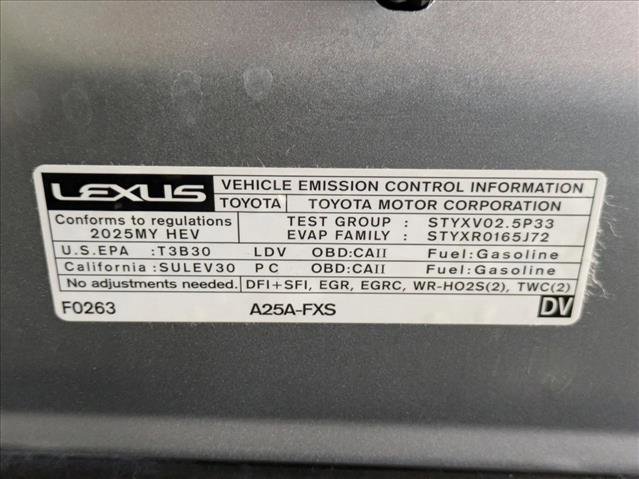 LEXUS VEHICLE EMISSION CONTROL INFORMATION
TOYOTA TOYOTA MOTOR CORPORATION
Conforms to regulations TEST GROUP : STYXV02.5P33
2025MY HEV EVAP FAMILY : STYXR0165J72
U.S.EPA :T3B30 LDV OBD:CAII Fuel:Gasoline
California:SULEV30 PC OBD:CAII Fuel:Gasoline
No adjustments needed. DFI+SFI, EGR, EGRC, WR-HO2S(2), TWC(2)
F0263 A25A-FXS DV